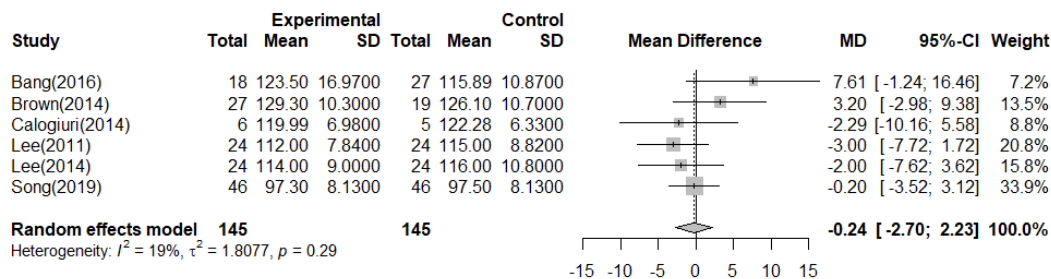 Experimental Control
Study Total Mean SD Total Mean SD Mean Difference MD 95%-CI Weight
Bang(2016) 18 123.50 16.9700 27 115.89 10.8700 7.61 [-1.24; 16.46] 7.2%
Brown(2014) 27 129.30 10.3000 19 126.10 10.7000 3.20 [-2.98; 9.38] 13.5%
Calogiuri(2014) 6 119.99 6.9800 5 122.28 6.3300 -2.29 [-10.16; 5.58] 8.8%
Lee(2011) 24 112.00 7.8400 24 115.00 8.8200 -3.00 [-7.72; 1.72] 20.8%
Lee(2014) 24 114.00 9.0000 24 116.00 10.8000 -2.00 [-7.62; 3.62] 15.8%
Song(2019) 46 97.30 8.1300 46 97.50 8.1300 -0.20 [-3.52; 3.12] 33.9%
Random effects model 145 145 -0.24 [-2.70; 2.23] 100.0%
Heterogeneity: I² = 19%, τ² = 1.8077, p = 0.29
-15 -10 -5 0 5 10 15